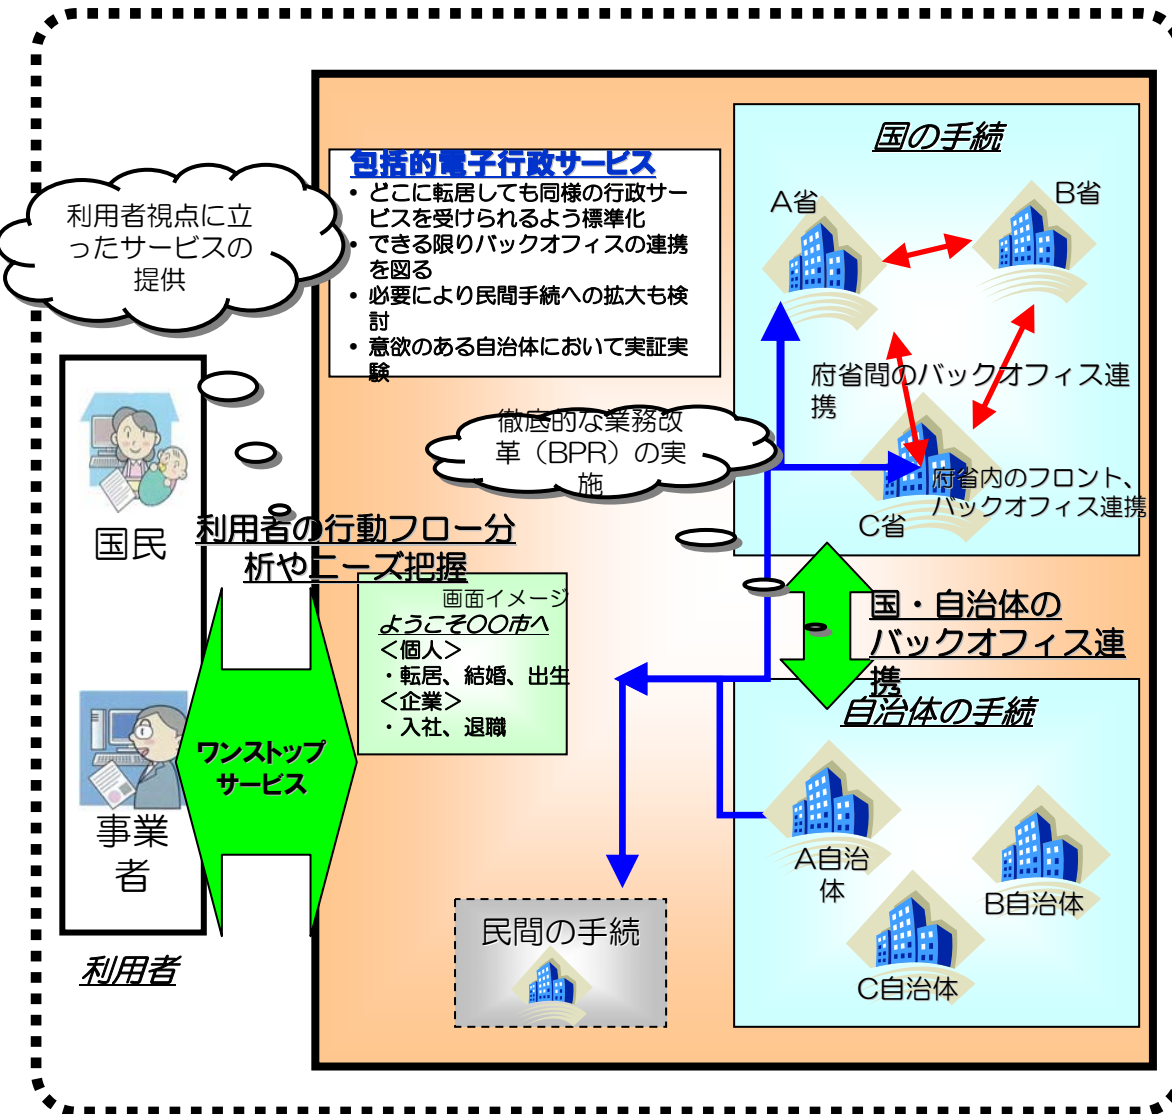 国の手続
包括的電子行政サービス
• どこに転居しても同様の行政サー
ビスを受けられるよう標準化
• できる限りバックオフィスの連携
を図る
• 必要により民間手続への拡大も検
討
• 意欲のある自治体において実証実
験
利用者視点に立
ったサービスの
提供
A省
B省
府省間のバックオフィス連
携
徹底的な業務改
革（BPR）の実
施
府省内のフロント、
バックオフィス連携
C省
国民
利用者の行動フロー分
析やニーズ把握
画面イメージ
ようこそ〇〇市へ
＜個人＞
・転居、結婚、出生
＜企業＞
・入社、退職
国・自治体の
バックオフィス連
携
自治体の手続
ワンストップ
サービス
事業
者
A自治
体
B自治体
C自治体
民間の手続
利用者